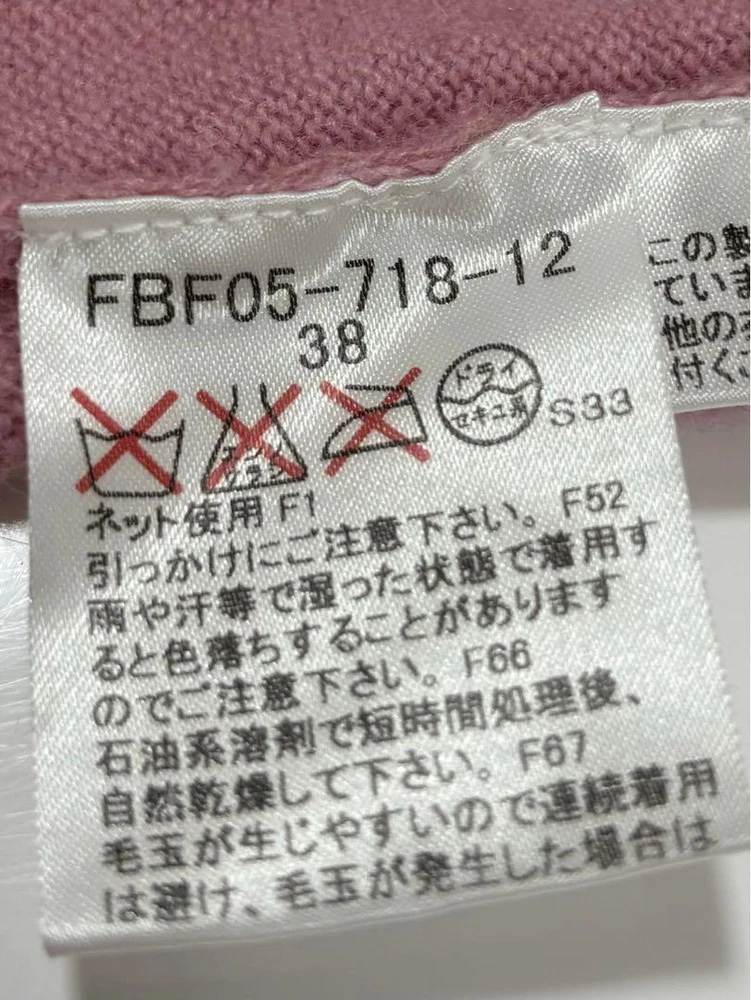 FBF05-718-12
38
エンソ
サラシ
ドライ
セキユ系
S33
ネット使用 F1
引っかけにご注意下さい。 F52
雨や汗等で湿った状態で着用す
ると色落ちすることがあります
のでご注意下さい。 F66
石油系溶剤で短時間処理後、
自然乾燥して下さい。 F67
毛玉が生じやすいので連続着用
は避け、毛玉が発生した場合は
この製
ていま
他の
付く